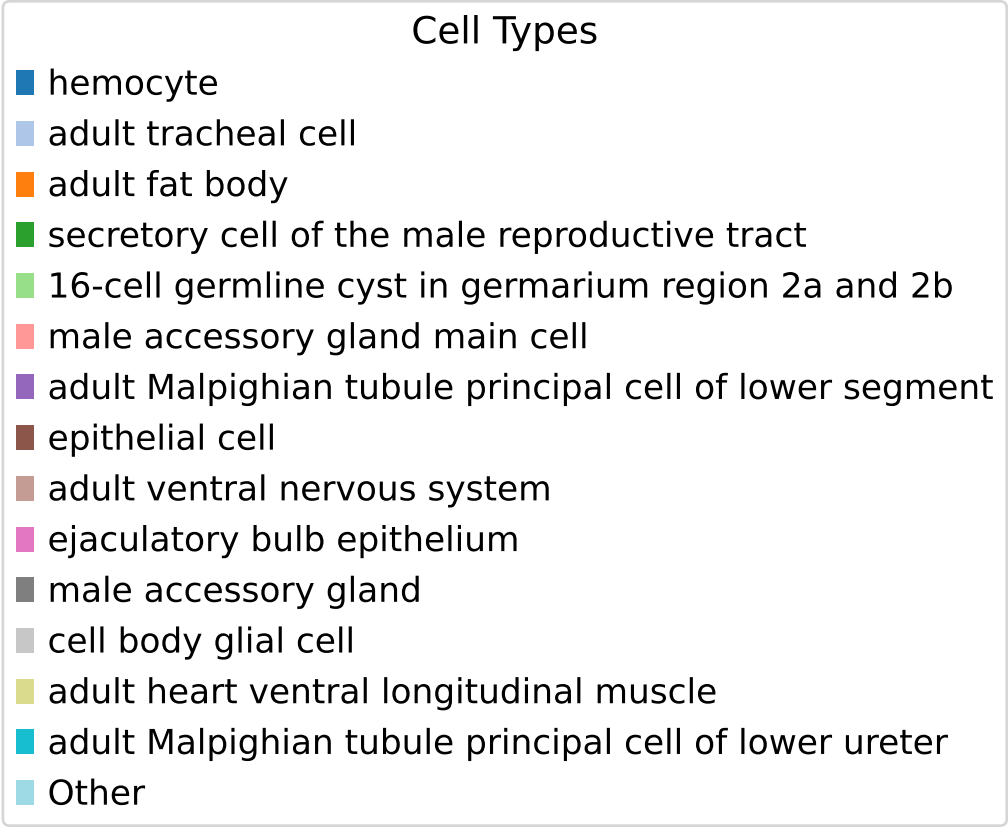 Cell Types
hemocyte
adult tracheal cell
adult fat body
secretory cell of the male reproductive tract
16-cell germline cyst in germarium region 2a and 2b
male accessory gland main cell
adult Malpighian tubule principal cell of lower segment
epithelial cell
adult ventral nervous system
ejaculatory bulb epithelium
male accessory gland
cell body glial cell
adult heart ventral longitudinal muscle
adult Malpighian tubule principal cell of lower ureter
Other